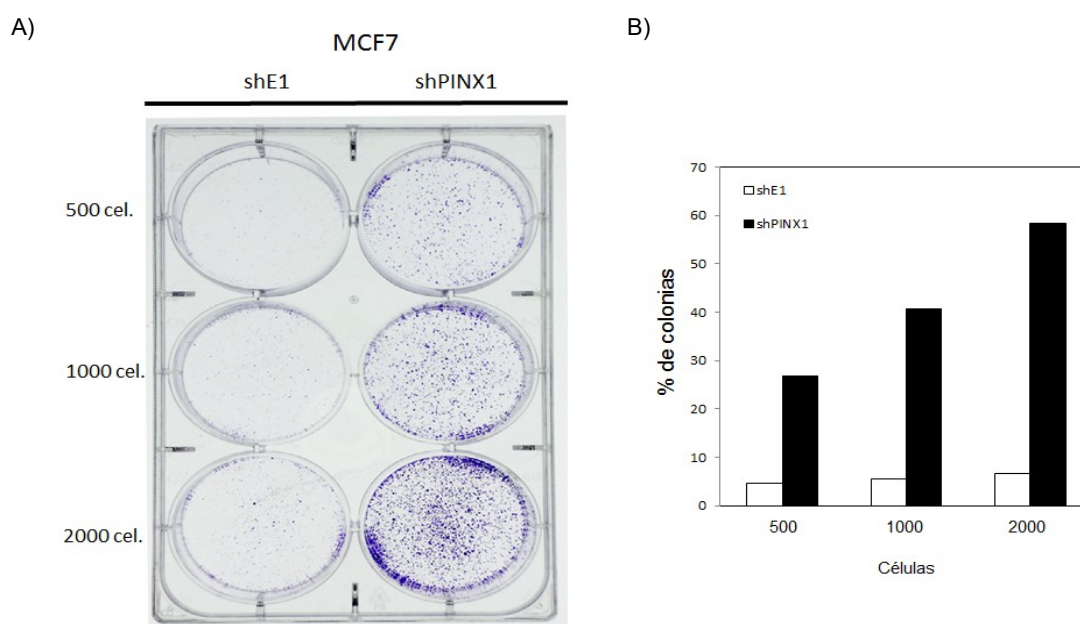 A)
MCF7
shE1 shPINX1
500 cel.
1000 cel.
2000 cel.
B)
% de colonias
70
60
50
40
30
20
10
0
shE1
shPINX1
500 1000 2000
Células